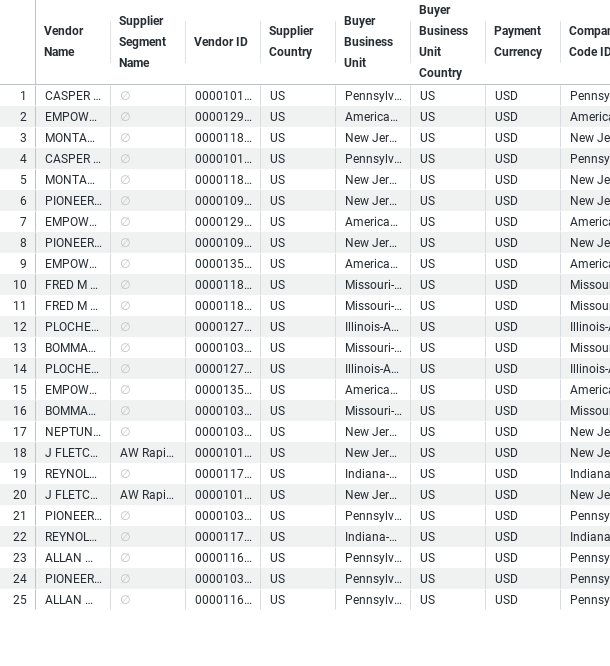 Vendor Name | Supplier Segment Name | Vendor ID | Supplier Country | Buyer Business Unit | Buyer Business Unit Country | Payment Currency | Compan Code ID
1 CASPER ... ∅ 0000101... US Pennsylv... US USD Pennsy
2 EMPOW... ∅ 0000129... US America... US USD America
3 MONTA... ∅ 0000118... US New Jer... US USD New Je
4 CASPER ... ∅ 0000101... US Pennsylv... US USD Pennsy
5 MONTA... ∅ 0000118... US New Jer... US USD New Je
6 PIONEER... ∅ 0000109... US New Jer... US USD New Je
7 EMPOW... ∅ 0000129... US America... US USD America
8 PIONEER... ∅ 0000109... US New Jer... US USD New Je
9 EMPOW... ∅ 0000135... US America... US USD America
10 FRED M ... ∅ 0000118... US Missouri-... US USD Missou
11 FRED M ... ∅ 0000118... US Missouri-... US USD Missou
12 PLOCHE... ∅ 0000127... US Illinois-A... US USD Illinois-
13 BOMMA... ∅ 0000103... US Missouri-... US USD Missou
14 PLOCHE... ∅ 0000127... US Illinois-A... US USD Illinois-
15 EMPOW... ∅ 0000135... US America... US USD America
16 BOMMA... ∅ 0000103... US Missouri-... US USD Missou
17 NEPTUN... ∅ 0000103... US New Jer... US USD New Je
18 J FLETC... AW Rapi... 0000101... US New Jer... US USD New Je
19 REYNOL... ∅ 0000117... US Indiana-... US USD Indiana
20 J FLETC... AW Rapi... 0000101... US New Jer... US USD New Je
21 PIONEER... ∅ 0000103... US Pennsylv... US USD Pennsy
22 REYNOL... ∅ 0000117... US Indiana-... US USD Indiana
23 ALLAN ... ∅ 0000116... US Pennsylv... US USD Pennsy
24 PIONEER... ∅ 0000103... US Pennsylv... US USD Pennsy
25 ALLAN ... ∅ 0000116... US Pennsylv... US USD Pennsy